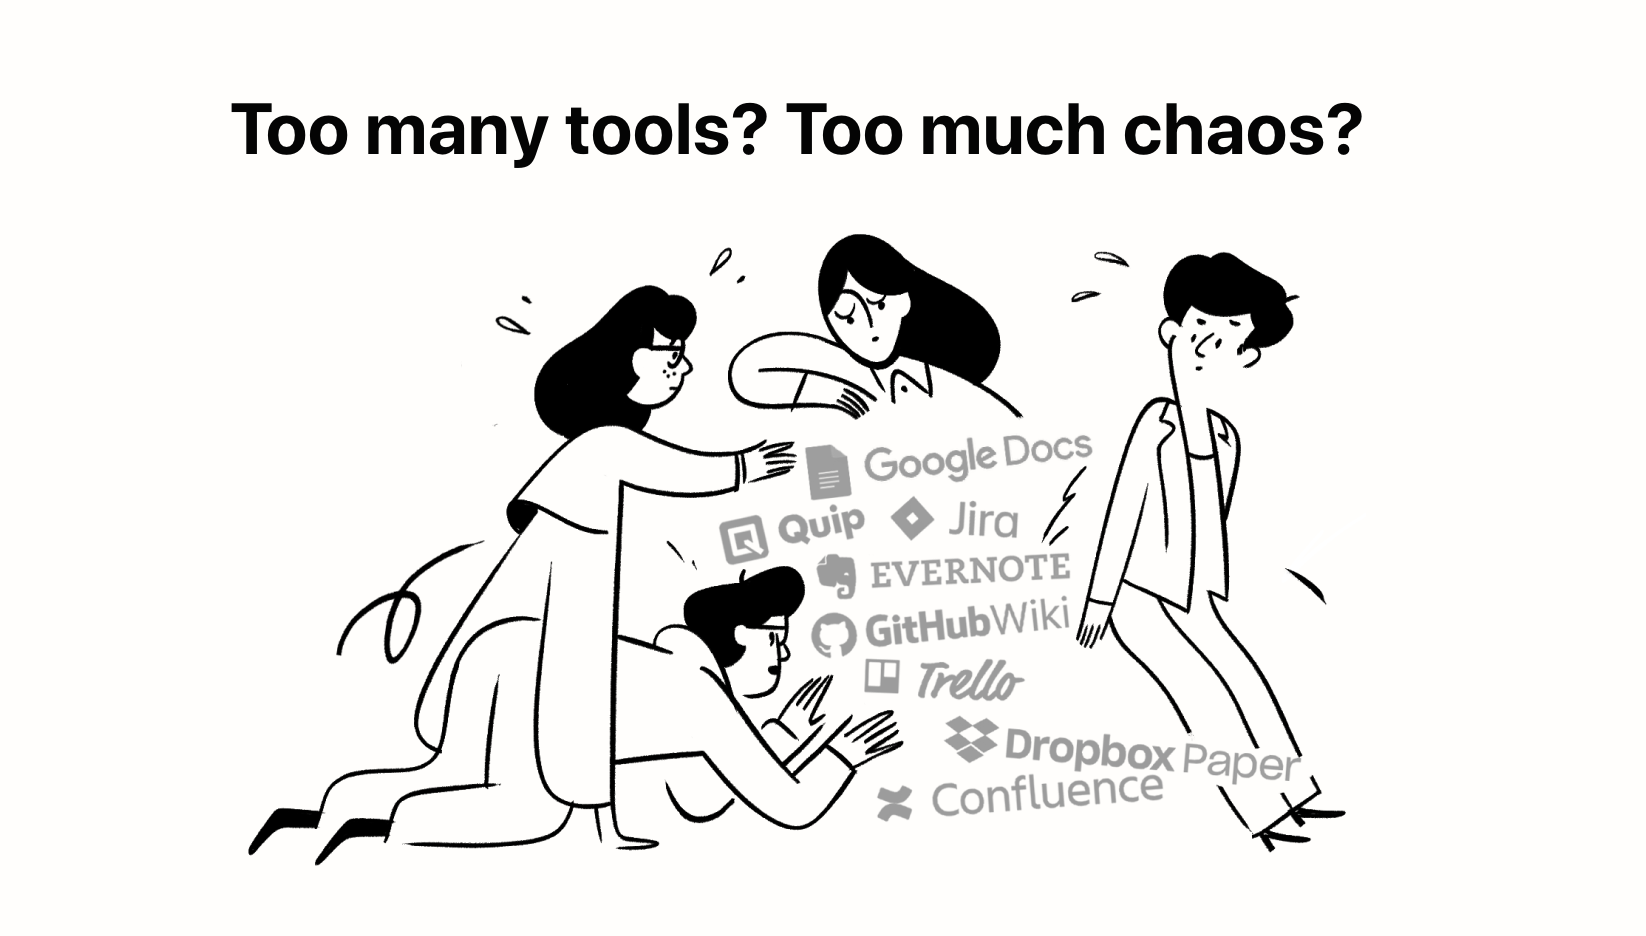 Too many tools? Too much chaos?
Google Docs
Quip Jira
EVERNOTE
GitHub Wiki
Trello
Dropbox Paper
Confluence